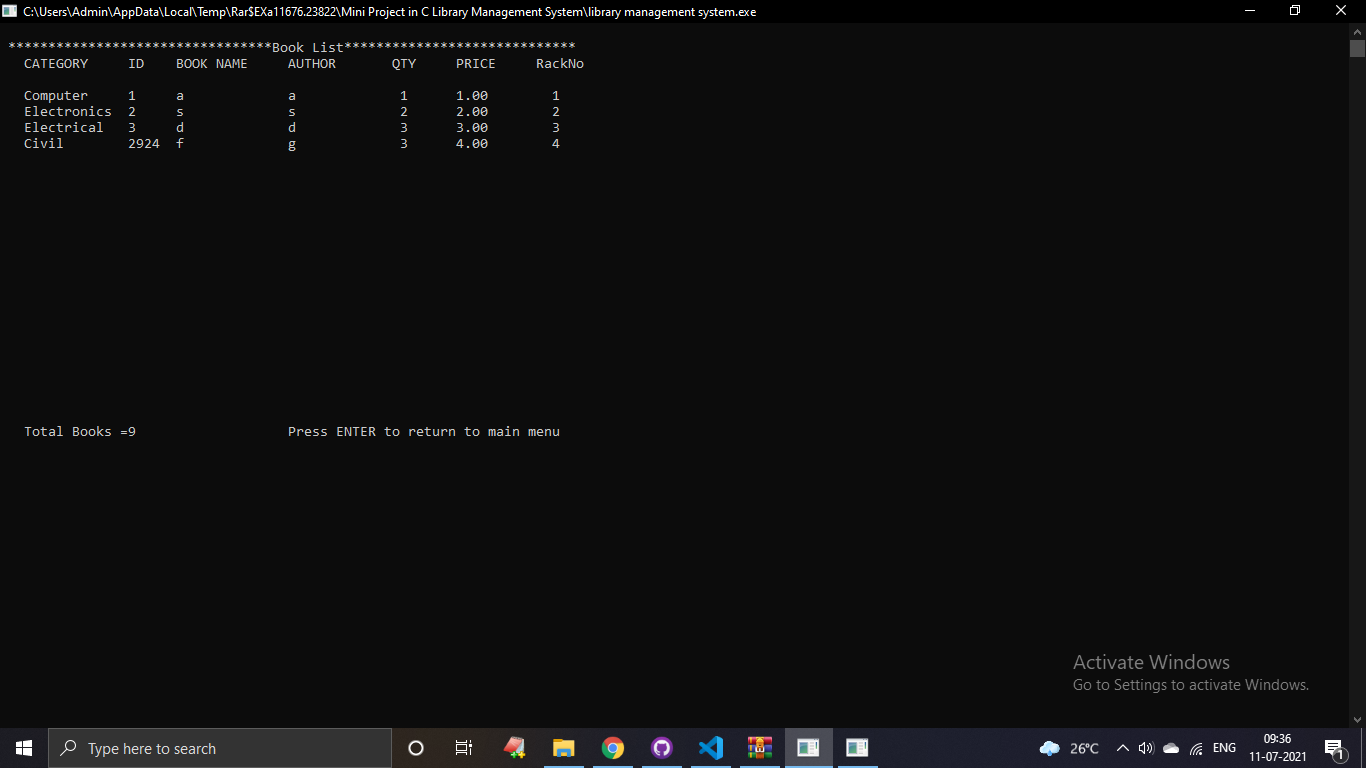 C:\Users\Admin\AppData\Local\Temp\Rar$EXa11676.23822\Mini Project in C Library Management System\library management system.exe
*********************************Book List*****************************
CATEGORY ID BOOK NAME AUTHOR QTY PRICE RackNo
Computer 1 a a 1 1.00 1
Electronics 2 s s 2 2.00 2
Electrical 3 d d 3 3.00 3
Civil 2924 f g 3 4.00 4
Total Books =9 Press ENTER to return to main menu
Activate Windows
Go to Settings to activate Windows.
Type here to search
26°C
ENG
09:36
11-07-2021
1